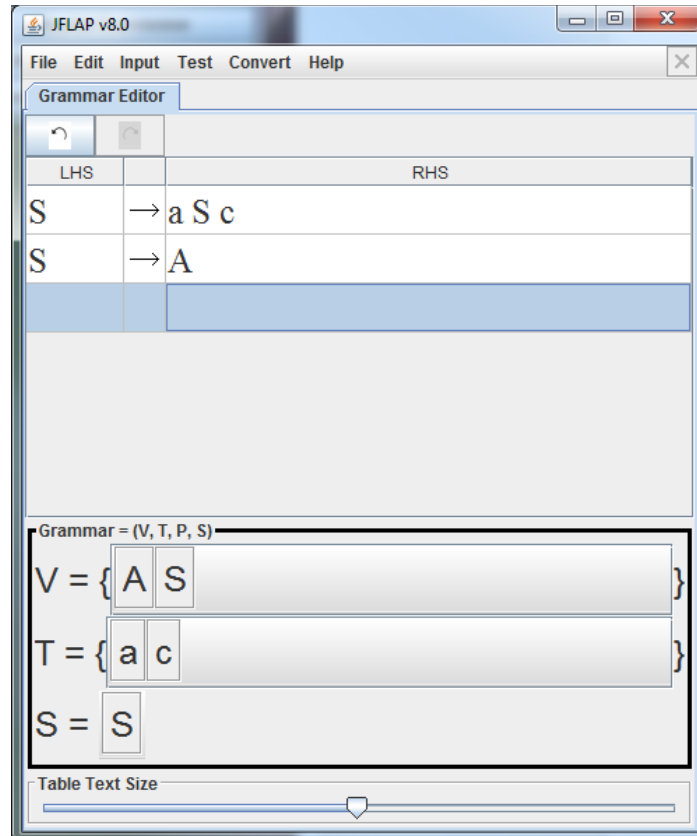 JFLAP v8.0
File Edit Input Test Convert Help
Grammar Editor
LHS RHS
S → a S c
S → A
Grammar = (V, T, P, S)
V = { A S }
T = { a c }
S = S
Table Text Size